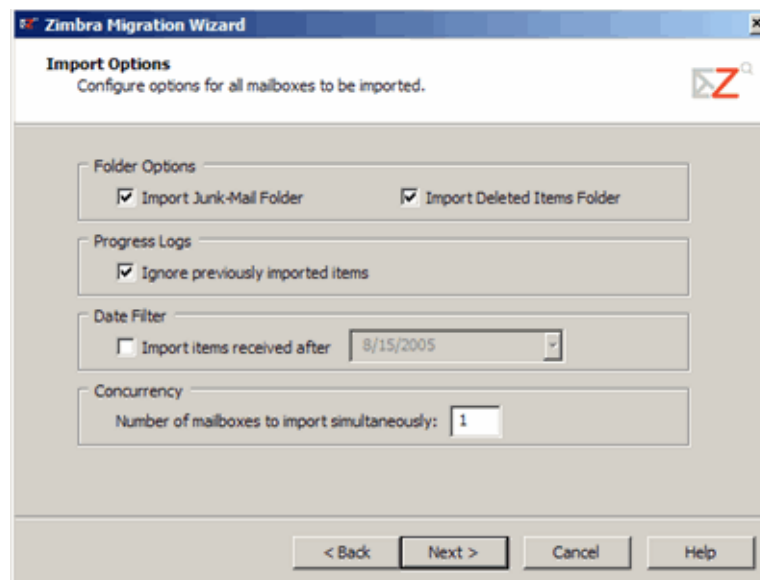 Zimbra Migration Wizard
Import Options
Configure options for all mailboxes to be imported.
Folder Options
Import Junk-Mail Folder Import Deleted Items Folder
Progress Logs
Ignore previously imported items
Date Filter
Import items received after 8/15/2005
Concurrency
Number of mailboxes to import simultaneously: 1
< Back Next > Cancel Help